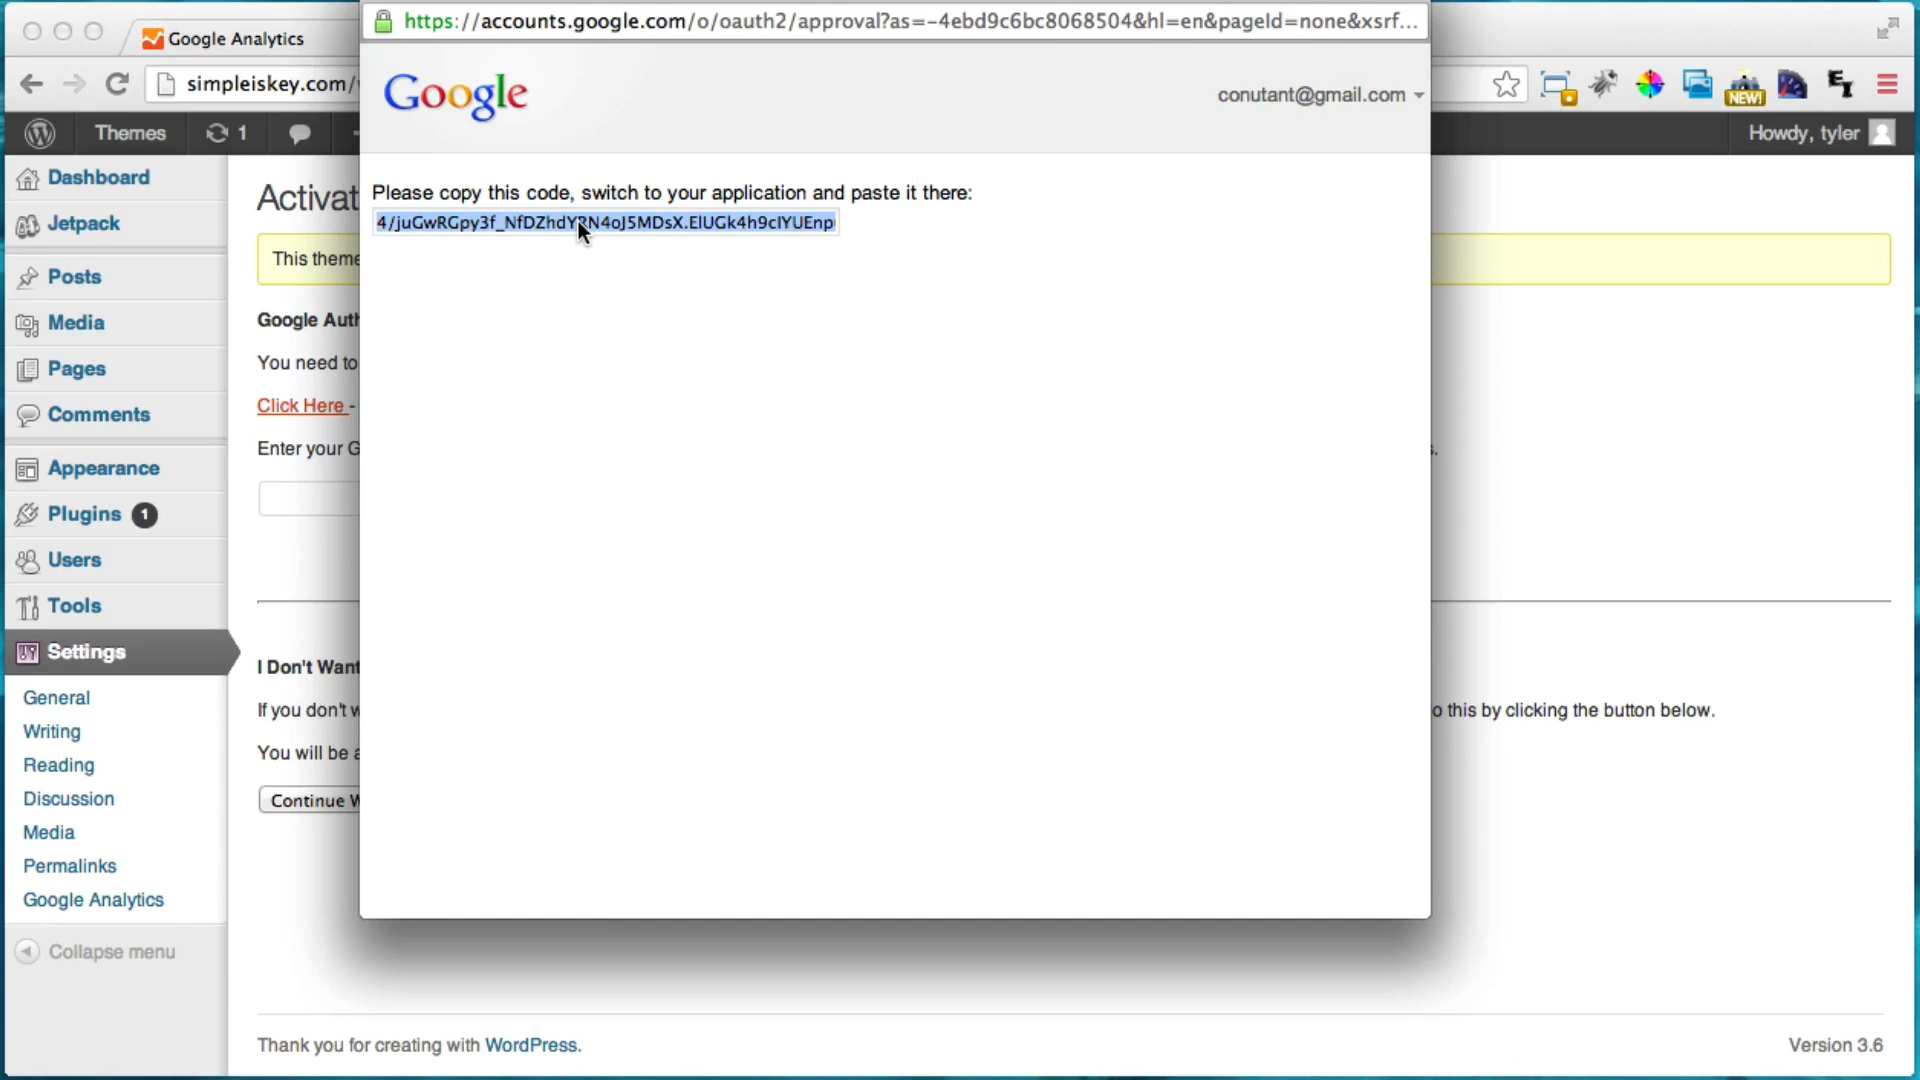 Google Analytics
https://accounts.google.com/o/oauth2/approval?as=-4ebd9c6bc8068504&hl=en&pageId=none&xsrf...
simpleiskey.com/
Google
conutant@gmail.com
NEW!
Themes
1
Howdy, tyler
Dashboard
Jetpack
Posts
Media
Pages
Comments
Appearance
Plugins 1
Users
Tools
Settings
General
Writing
Reading
Discussion
Media
Permalinks
Google Analytics
Collapse menu
Activat
Please copy this code, switch to your application and paste it there:
4/juGwRGpy3f_NfDZhdYRN4oJ5MDsX.ElUGk4h9cIYUEnp
This theme
Google Auth
You need to
Click Here -
Enter your G
s.
I Don't Want
If you don't w
o this by clicking the button below.
You will be a
Continue W
Thank you for creating with WordPress.
Version 3.6